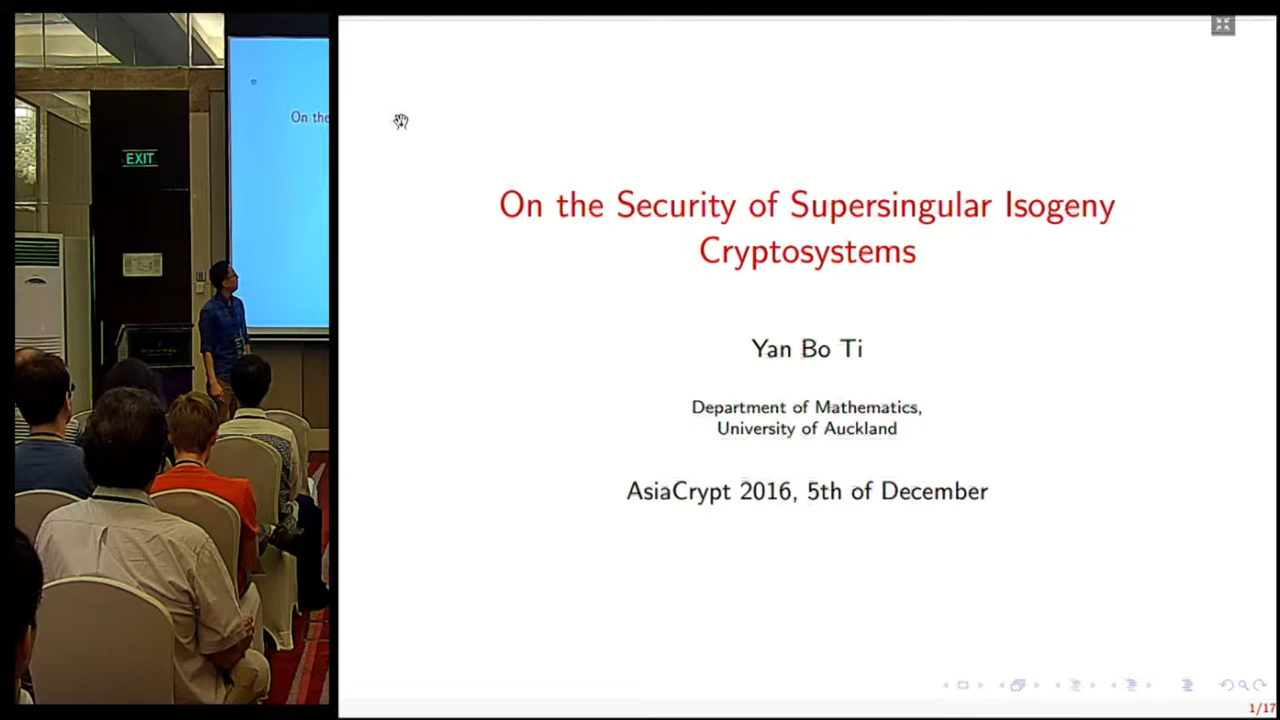 EXIT
On the
On the Security of Supersingular Isogeny
Cryptosystems
Yan Bo Ti
Department of Mathematics,
University of Auckland
AsiaCrypt 2016, 5th of December
1/17